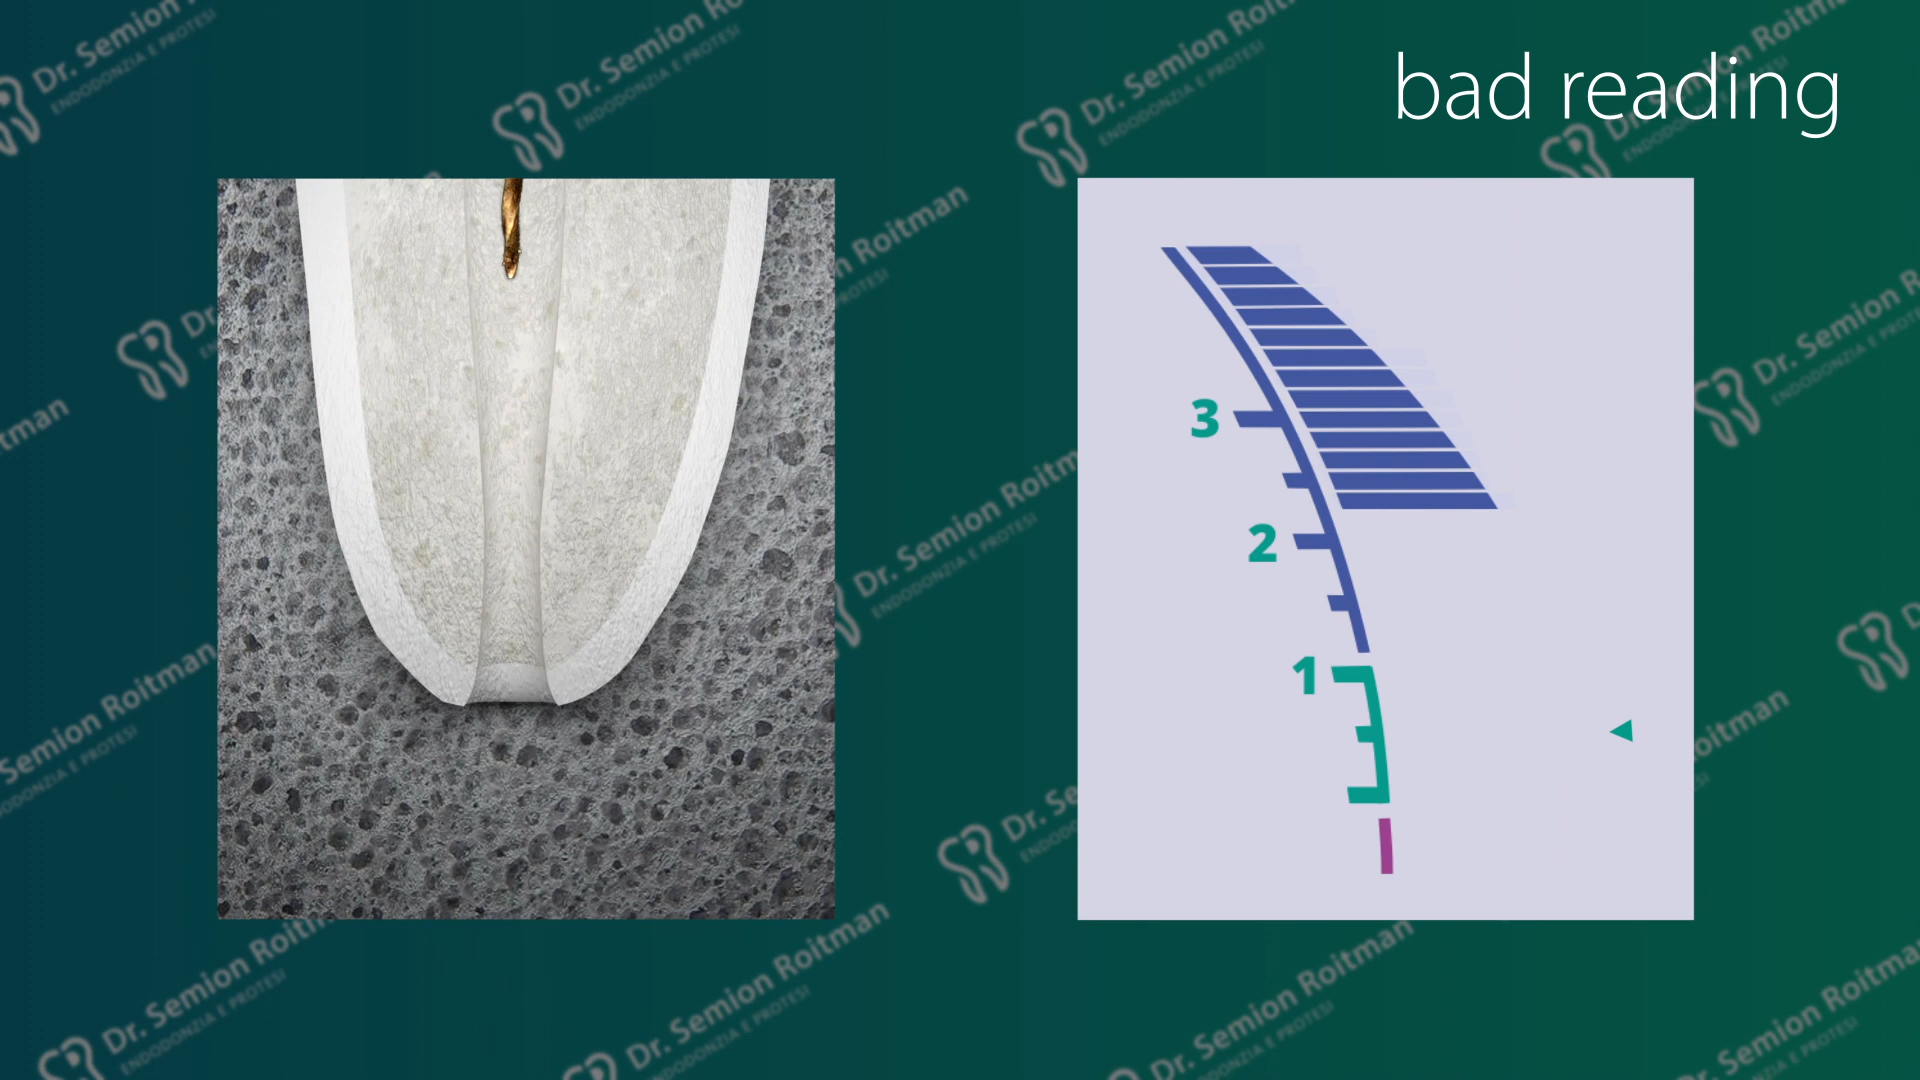 bad reading
Dr. Semion Roitman
ENDODONZIA E PROTESI
3
2
1